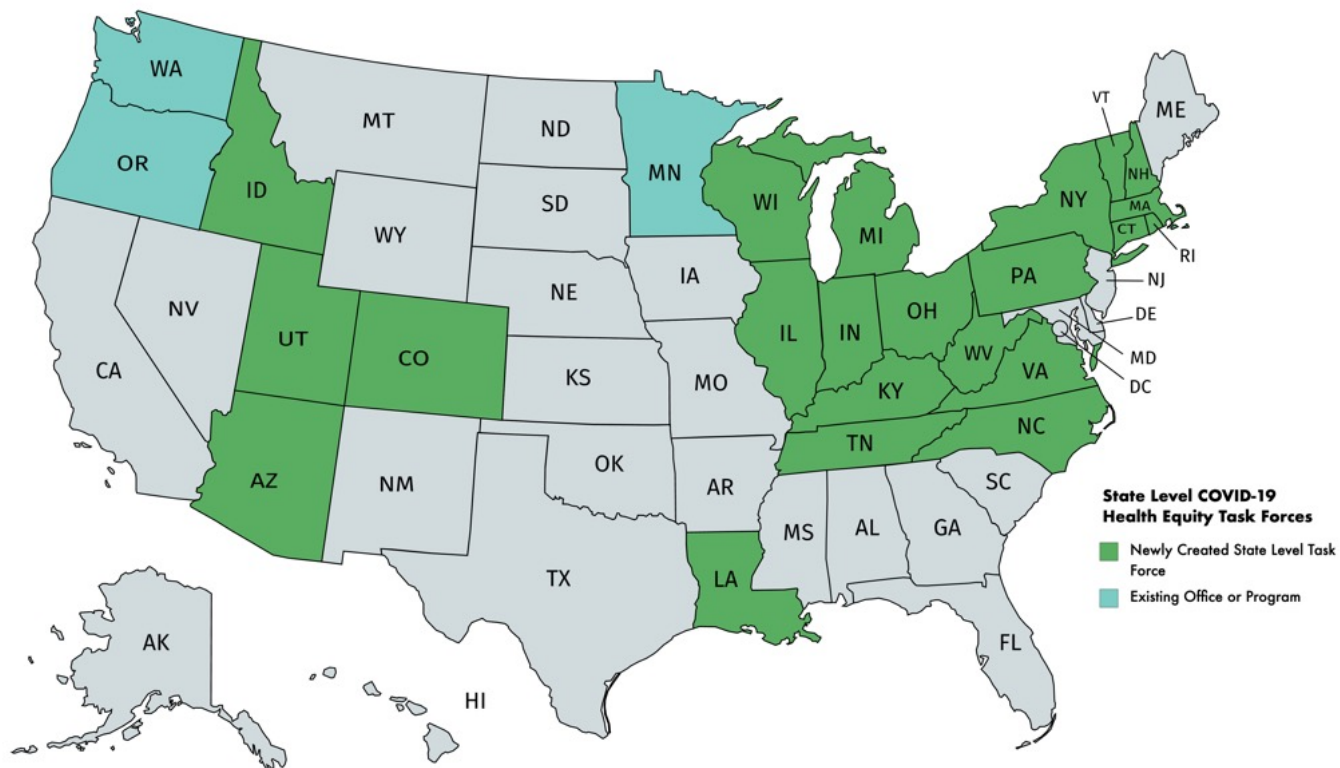 WA
MT
ND
MN
VT
ME
OR
ID
SD
WI
NY
NH
MA
WY
MI
CT
RI
IA
PA
NJ
NV
NE
UT
IL
IN
OH
DE
CO
WV
MD
CA
KS
MO
KY
VA
DC
AZ
NM
OK
AR
TN
NC
SC
MS
AL
GA
State Level COVID-19
Health Equity Task Forces
Newly Created State Level Task
Force
Existing Office or Program
TX
LA
AK
FL
HI